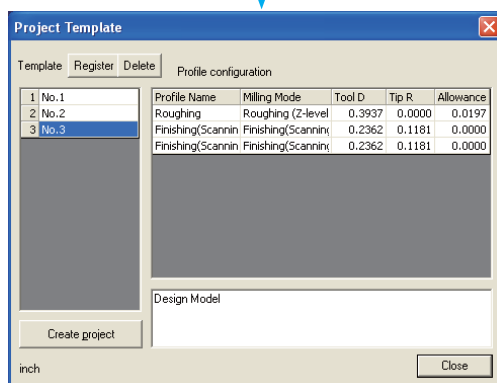 Project Template
Template Register Delete Profile configuration
1 No.1
2 No.2
3 No.3
Profile Name Milling Mode Tool D Tip R Allowance
Roughing Roughing (Z-level 0.3937 0.0000 0.0197
Finishing(Scannin Finishing(Scanning 0.2362 0.1181 0.0000
Finishing(Scannin Finishing(Scanning 0.2362 0.1181 0.0000
Design Model
Create project
inch
Close